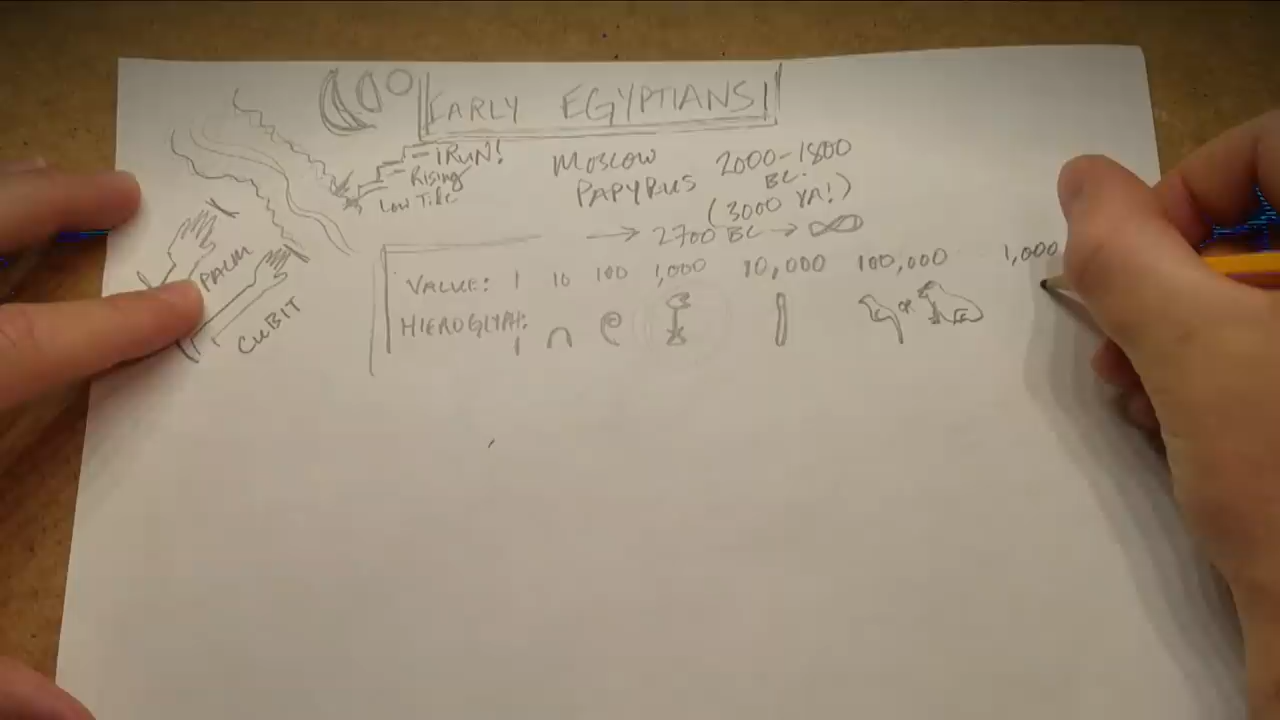 EARLY EGYPTIANS!
RUN!
Rising
Low Tide
MOSCOW
PAPYRUS
2000-1800
BC.
(3000 YA!)
→ 2700 BC → ∞
PALM
CUBIT
VALUE: 1 10 100 1,000 10,000 100,000 1,000
HIEROGLYPH:
or